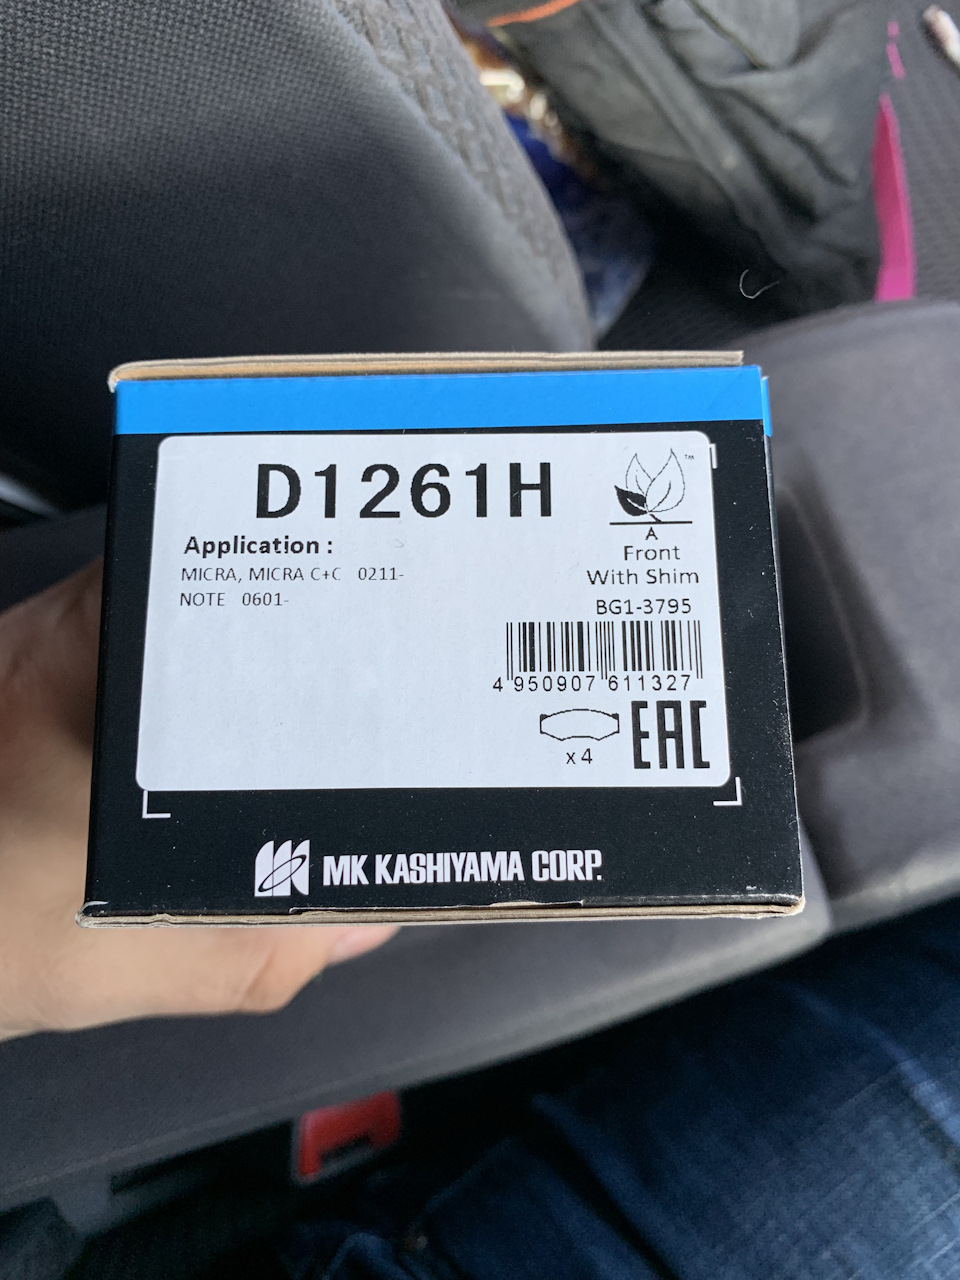 D1261H
™
A
Application :
Front
MICRA, MICRA C+C 0211-
With Shim
NOTE 0601-
BG1-3795
4 950907 611327
x 4
EAC
MK KASHIYAMA CORP.